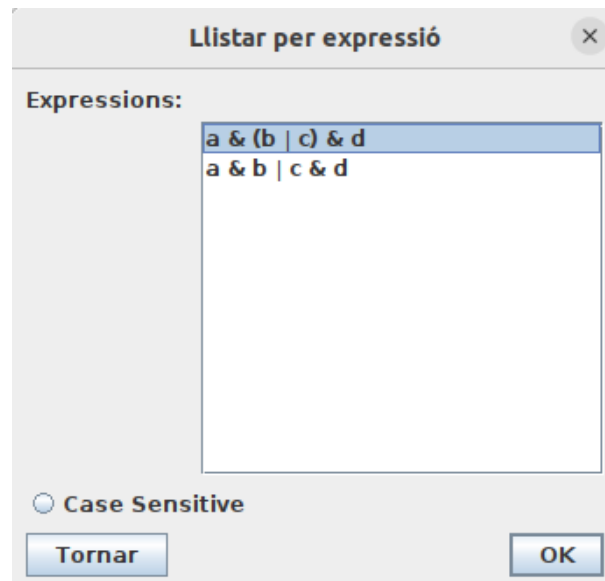 Llistar per expressió
Expressions:
a & (b | c) & d
a & b | c & d
Case Sensitive
Tornar
OK